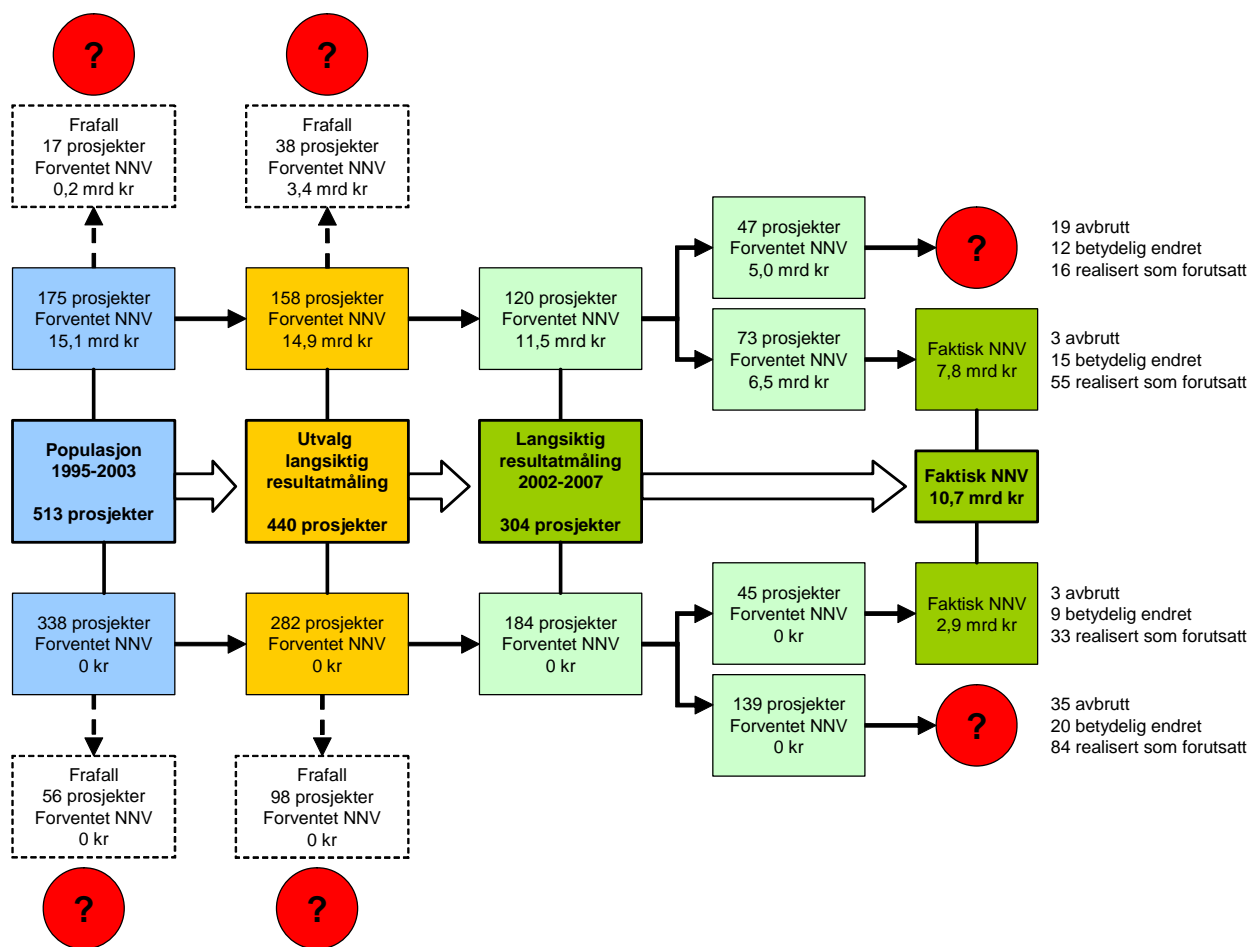 ?
?
Frafall
17 prosjekter
Forventet NNV
0,2 mrd kr
Frafall
38 prosjekter
Forventet NNV
3,4 mrd kr
47 prosjekter
Forventet NNV
5,0 mrd kr
?
19 avbrutt
12 betydelig endret
16 realisert som forutsatt
175 prosjekter
Forventet NNV
15,1 mrd kr
158 prosjekter
Forventet NNV
14,9 mrd kr
120 prosjekter
Forventet NNV
11,5 mrd kr
73 prosjekter
Forventet NNV
6,5 mrd kr
Faktisk NNV
7,8 mrd kr
3 avbrutt
15 betydelig endret
55 realisert som forutsatt
Populasjon
1995-2003
513 prosjekter
Utvalg
langsiktig
resultatmåling
440 prosjekter
Langsiktig
resultatmåling
2002-2007
304 prosjekter
Faktisk NNV
10,7 mrd kr
338 prosjekter
Forventet NNV
0 kr
282 prosjekter
Forventet NNV
0 kr
184 prosjekter
Forventet NNV
0 kr
45 prosjekter
Forventet NNV
0 kr
Faktisk NNV
2,9 mrd kr
3 avbrutt
9 betydelig endret
33 realisert som forutsatt
139 prosjekter
Forventet NNV
0 kr
?
35 avbrutt
20 betydelig endret
84 realisert som forutsatt
Frafall
56 prosjekter
Forventet NNV
0 kr
Frafall
98 prosjekter
Forventet NNV
0 kr
?
?